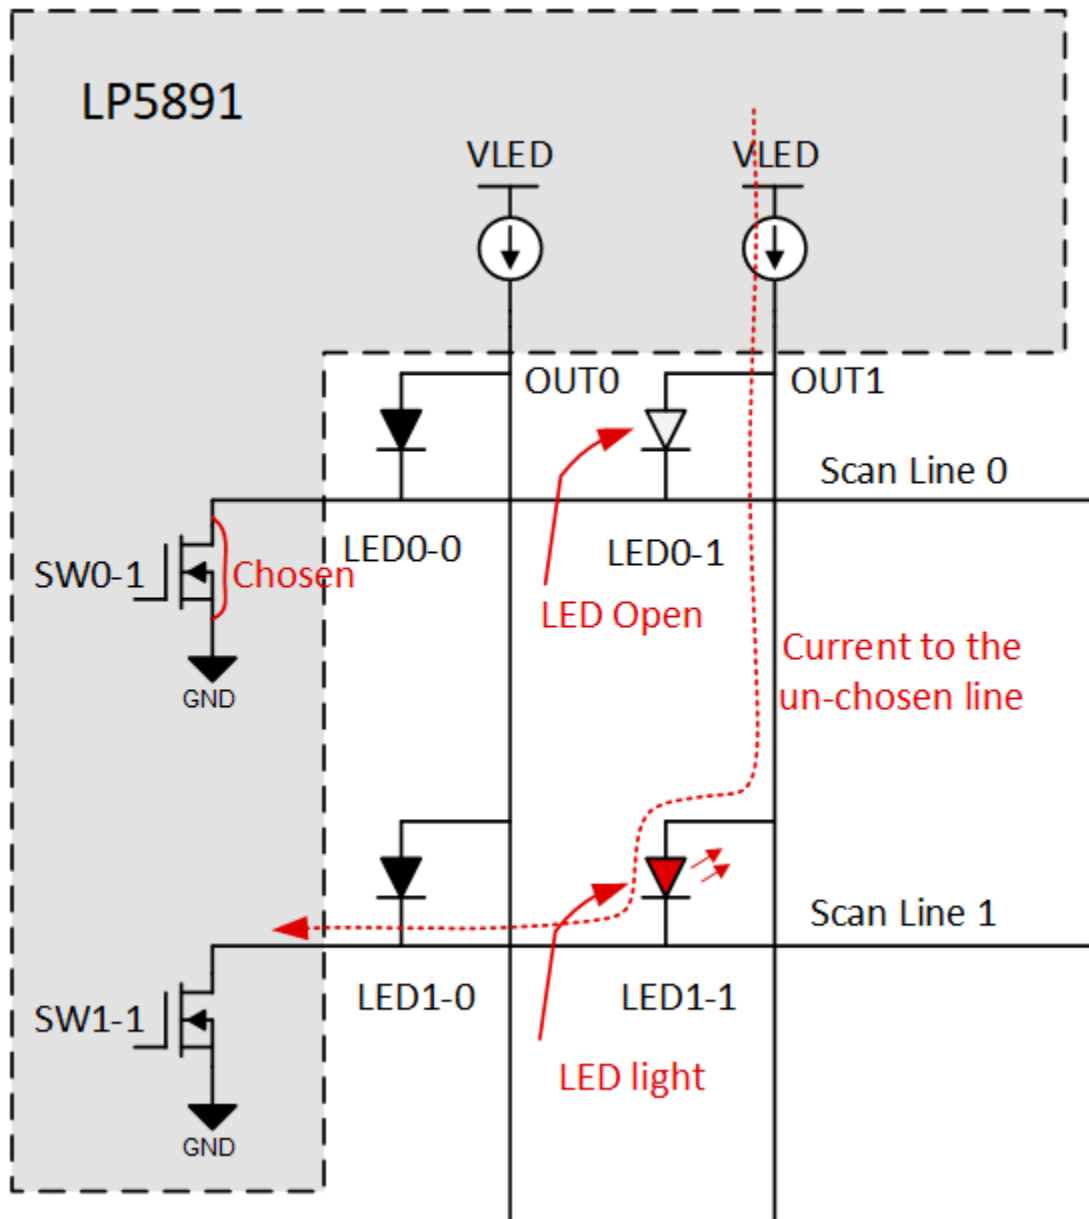 LP5891
VLED
VLED
OUT0
OUT1
Scan Line 0
LED0-0
LED0-1
SW0-1
Chosen
LED Open
GND
Current to the
un-chosen line
Scan Line 1
LED1-0
LED1-1
SW1-1
LED light
GND